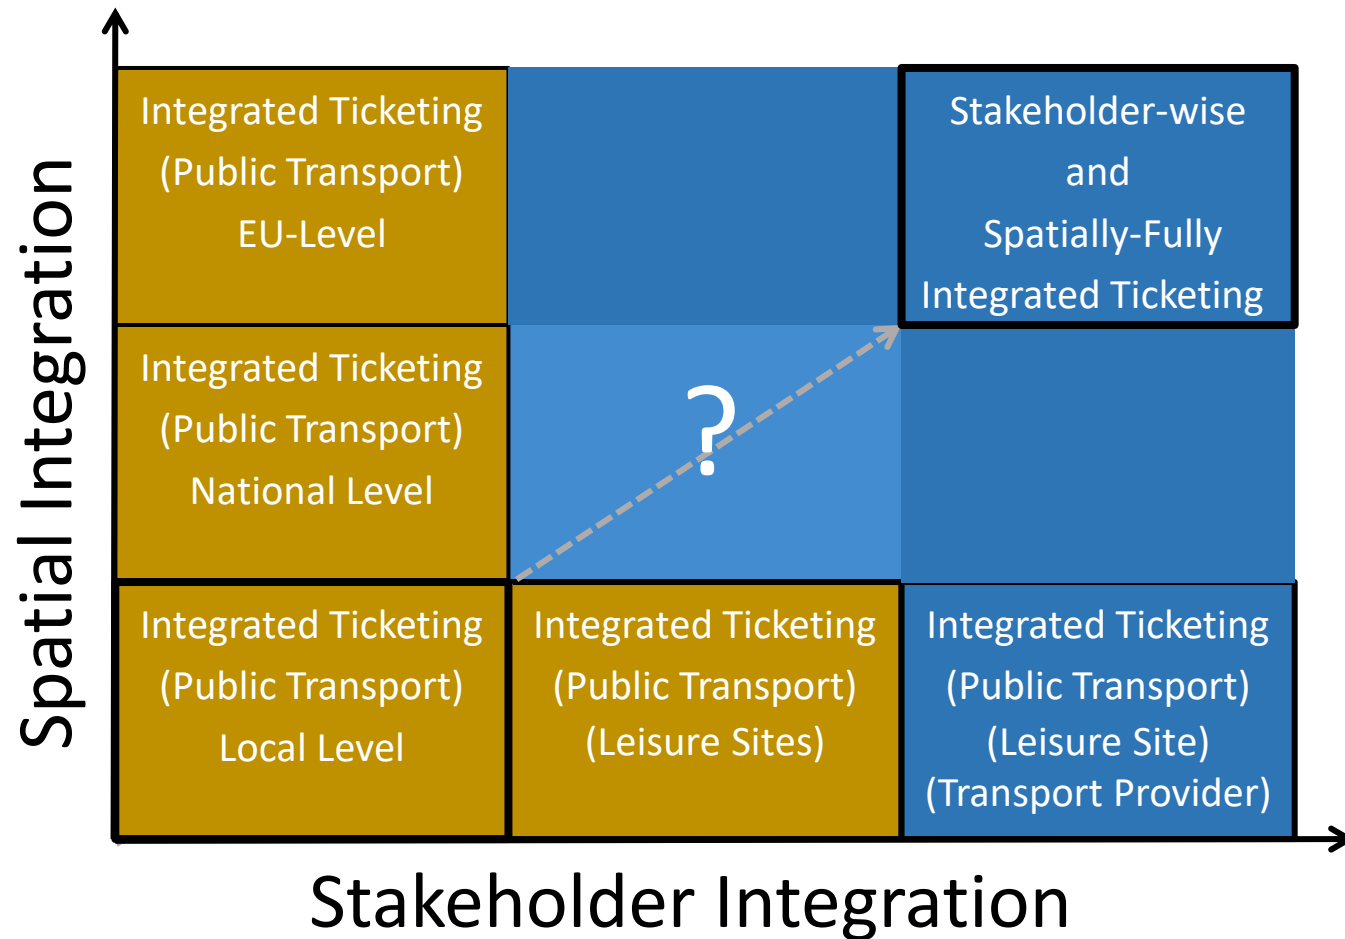 Spatial Integration
Integrated Ticketing
(Public Transport)
EU-Level
Stakeholder-wise
and
Spatially-Fully
Integrated Ticketing
Integrated Ticketing
(Public Transport)
National Level
?
Integrated Ticketing
(Public Transport)
Local Level
Integrated Ticketing
(Public Transport)
(Leisure Sites)
Integrated Ticketing
(Public Transport)
(Leisure Site)
(Transport Provider)
Stakeholder Integration